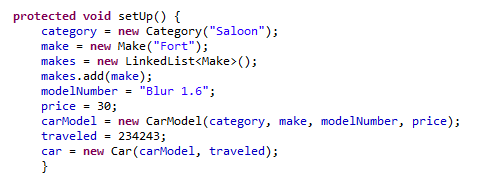 protected void setUp() {
category = new Category("Saloon");
make = new Make("Fort");
makes = new LinkedList<Make>();
makes.add(make);
modelNumber = "Blur 1.6";
price = 30;
carModel = new CarModel(category, make, modelNumber, price);
traveled = 234243;
car = new Car(carModel, traveled);
}